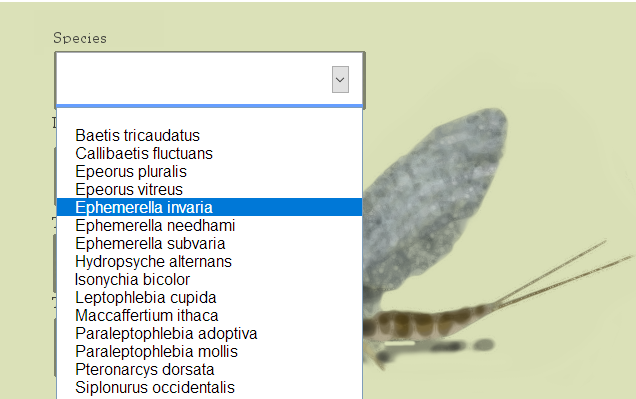 Species
Baetis tricaudatus
Callibaetis fluctuans
Epeorus pluralis
Epeorus vitreus
Ephemerella invaria
Ephemerella needhami
Ephemerella subvaria
Hydropsyche alternans
Isonychia bicolor
Leptophlebia cupida
Maccaffertium ithaca
Paraleptophlebia adoptiva
Paraleptophlebia mollis
Pteronarcys dorsata
Siplonurus occidentalis